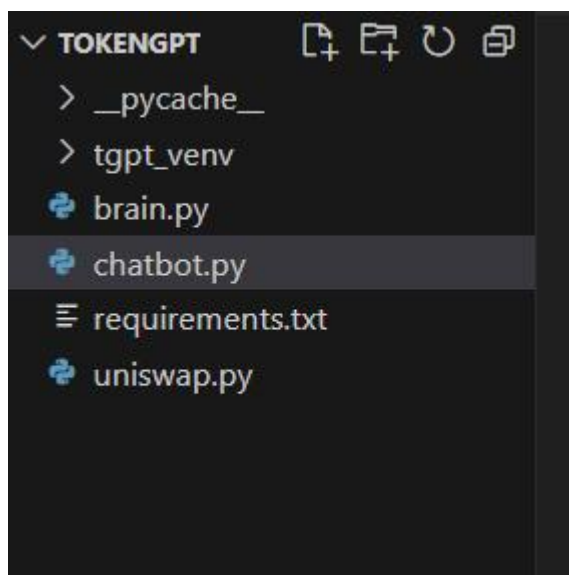 TOKENGPT
__pycache__
tgpt_venv
brain.py
chatbot.py
requirements.txt
uniswap.py